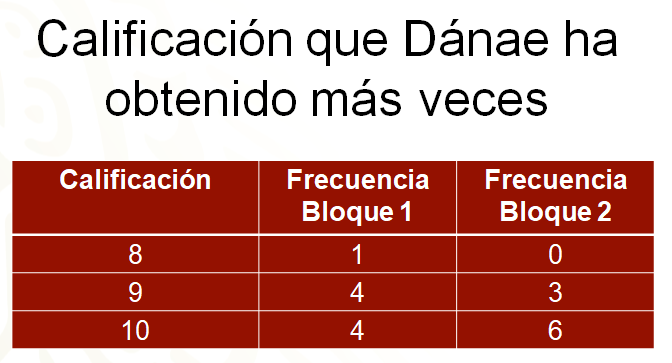 Calificación que Dánae ha
obtenido más veces
Calificación Frecuencia Bloque 1 Frecuencia Bloque 2
8 1 0
9 4 3
10 4 6